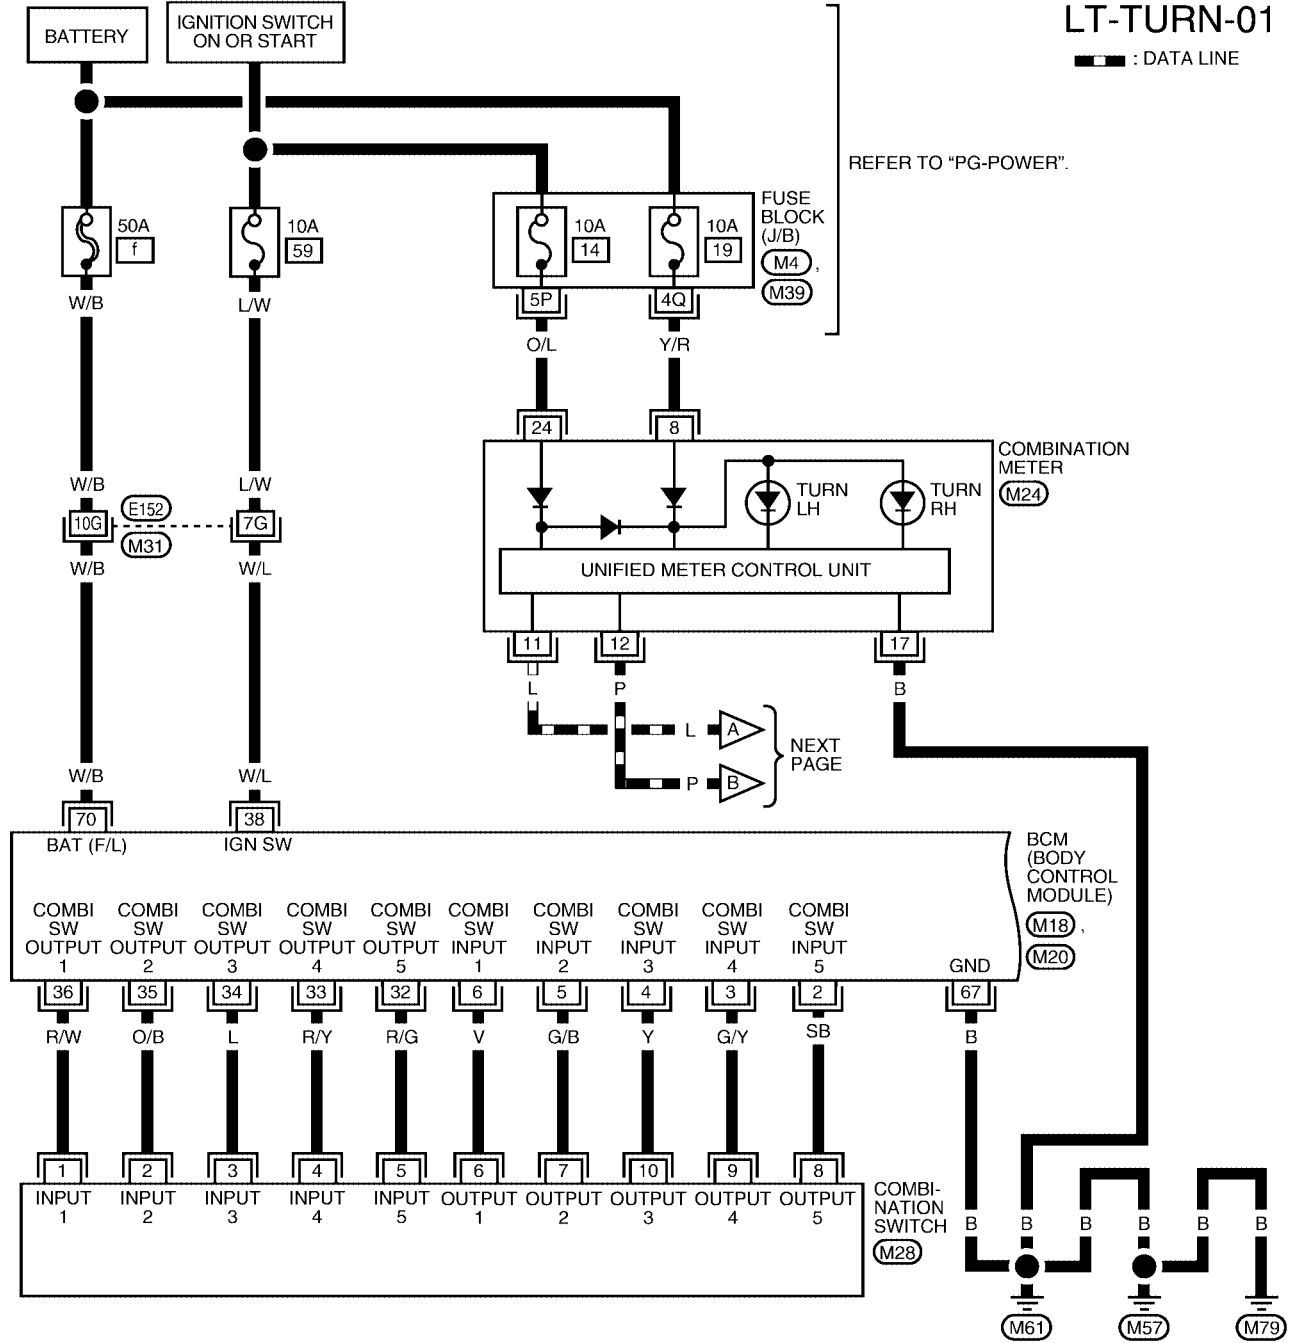 LT-TURN-01
: DATA LINE
BATTERY
IGNITION SWITCH
ON OR START
REFER TO “PG-POWER”.
50A
f
10A
59
10A
14
10A
19
FUSE
BLOCK
(J/B)
M4 ,
M39
5P
4Q
W/B
L/W
O/L
Y/R
24
8
COMBINATION
METER
M24
TURN
LH
TURN
RH
W/B
L/W
10G
E152
M31
7G
W/B
W/L
UNIFIED METER CONTROL UNIT
11
12
17
L
P
B
L
A
P
B
NEXT
PAGE
W/B
W/L
70
38
BAT (F/L)
IGN SW
BCM
(BODY
CONTROL
MODULE)
M18 ,
M20
COMBI
SW
OUTPUT
1
COMBI
SW
OUTPUT
2
COMBI
SW
OUTPUT
3
COMBI
SW
OUTPUT
4
COMBI
SW
OUTPUT
5
COMBI
SW
INPUT
1
COMBI
SW
INPUT
2
COMBI
SW
INPUT
3
COMBI
SW
INPUT
4
COMBI
SW
INPUT
5
GND
36
35
34
33
32
6
5
4
3
2
67
R/W
O/B
L
R/Y
R/G
V
G/B
Y
G/Y
SB
B
1
2
3
4
5
6
7
10
9
8
INPUT
1
INPUT
2
INPUT
3
INPUT
4
INPUT
5
OUTPUT
1
OUTPUT
2
OUTPUT
3
OUTPUT
4
OUTPUT
5
COMBI-
NATION
SWITCH
M28
B
B
B
B
B
B
M61
M57
M79